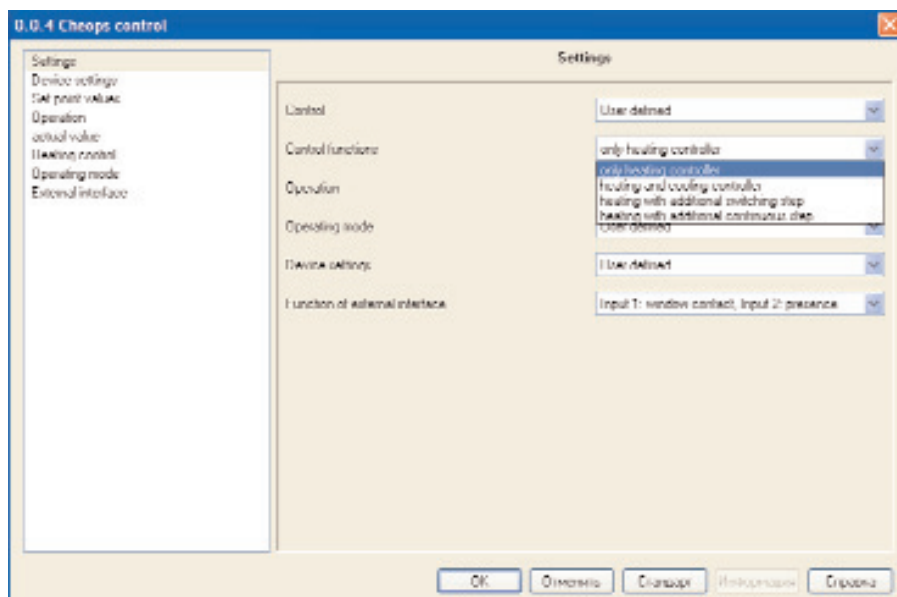 0.0.4 Cheops control
Settings
Device settings
Set point values
Operation
actual value
Heating control
Operating mode
External interface
Settings
Control
User defined
Control functions
only heating controller
only heating controller
heating and cooling controller
heating with additional switching step
heating with additional continuous step
Operation
Operating mode
User defined
Device settings
User defined
Function of external interface
Input 1: window contact, Input 2: presence
OK
Отменить
Стандарт
Информация
Справка